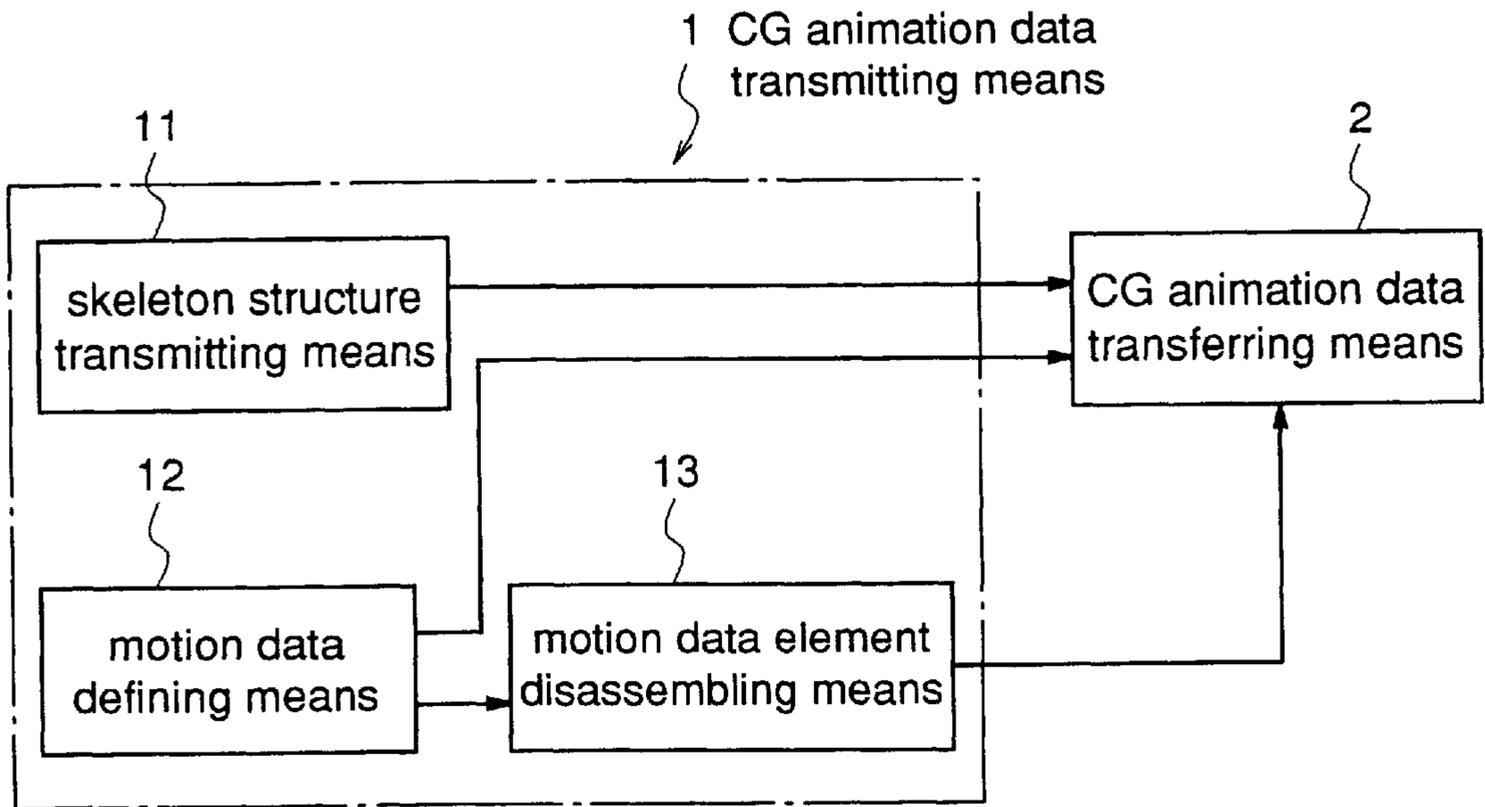 1 CG animation data
transmitting means
11
2
skeleton structure
transmitting means
CG animation data
transferring means
12
13
motion data
defining means
motion data element
disassembling means